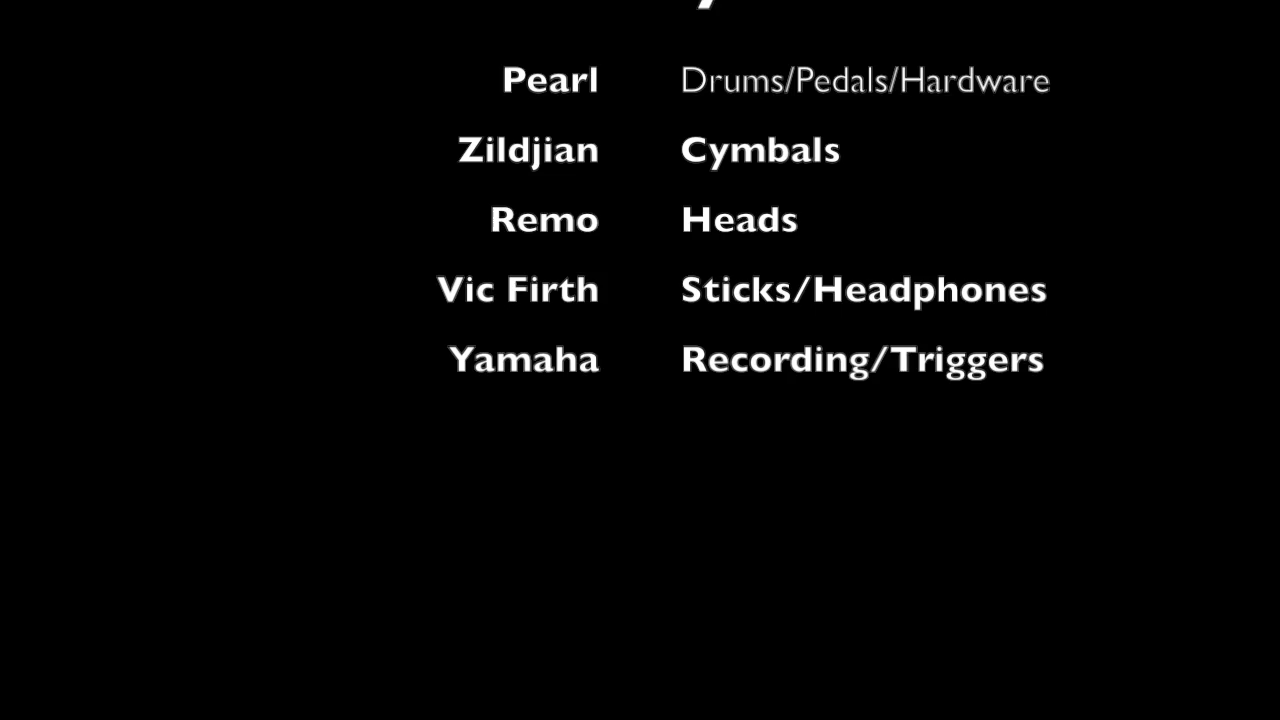 Pearl Drums/Pedals/Hardware
Zildjian Cymbals
Remo Heads
Vic Firth Sticks/Headphones
Yamaha Recording/Triggers